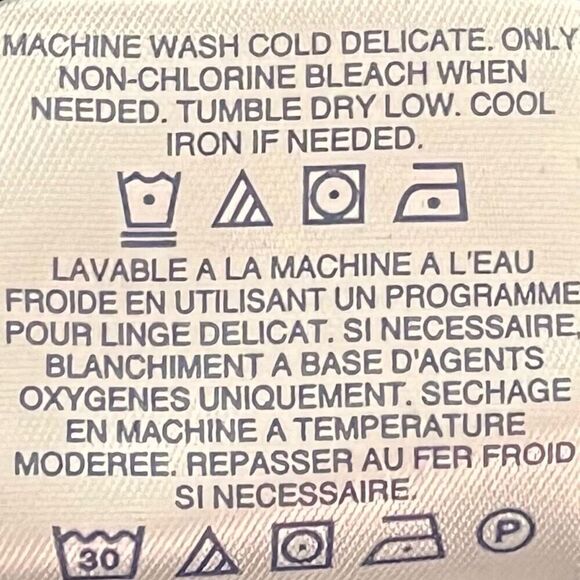 MACHINE WASH COLD DELICATE. ONLY
NON-CHLORINE BLEACH WHEN
NEEDED. TUMBLE DRY LOW. COOL
IRON IF NEEDED.
LAVABLE A LA MACHINE A L'EAU
FROIDE EN UTILISANT UN PROGRAMME
POUR LINGE DELICAT. SI NECESSAIRE,
BLANCHIMENT A BASE D'AGENTS
OXYGENES UNIQUEMENT. SECHAGE
EN MACHINE A TEMPERATURE
MODEREE. REPASSER AU FER FROID
SI NECESSAIRE.
30 P